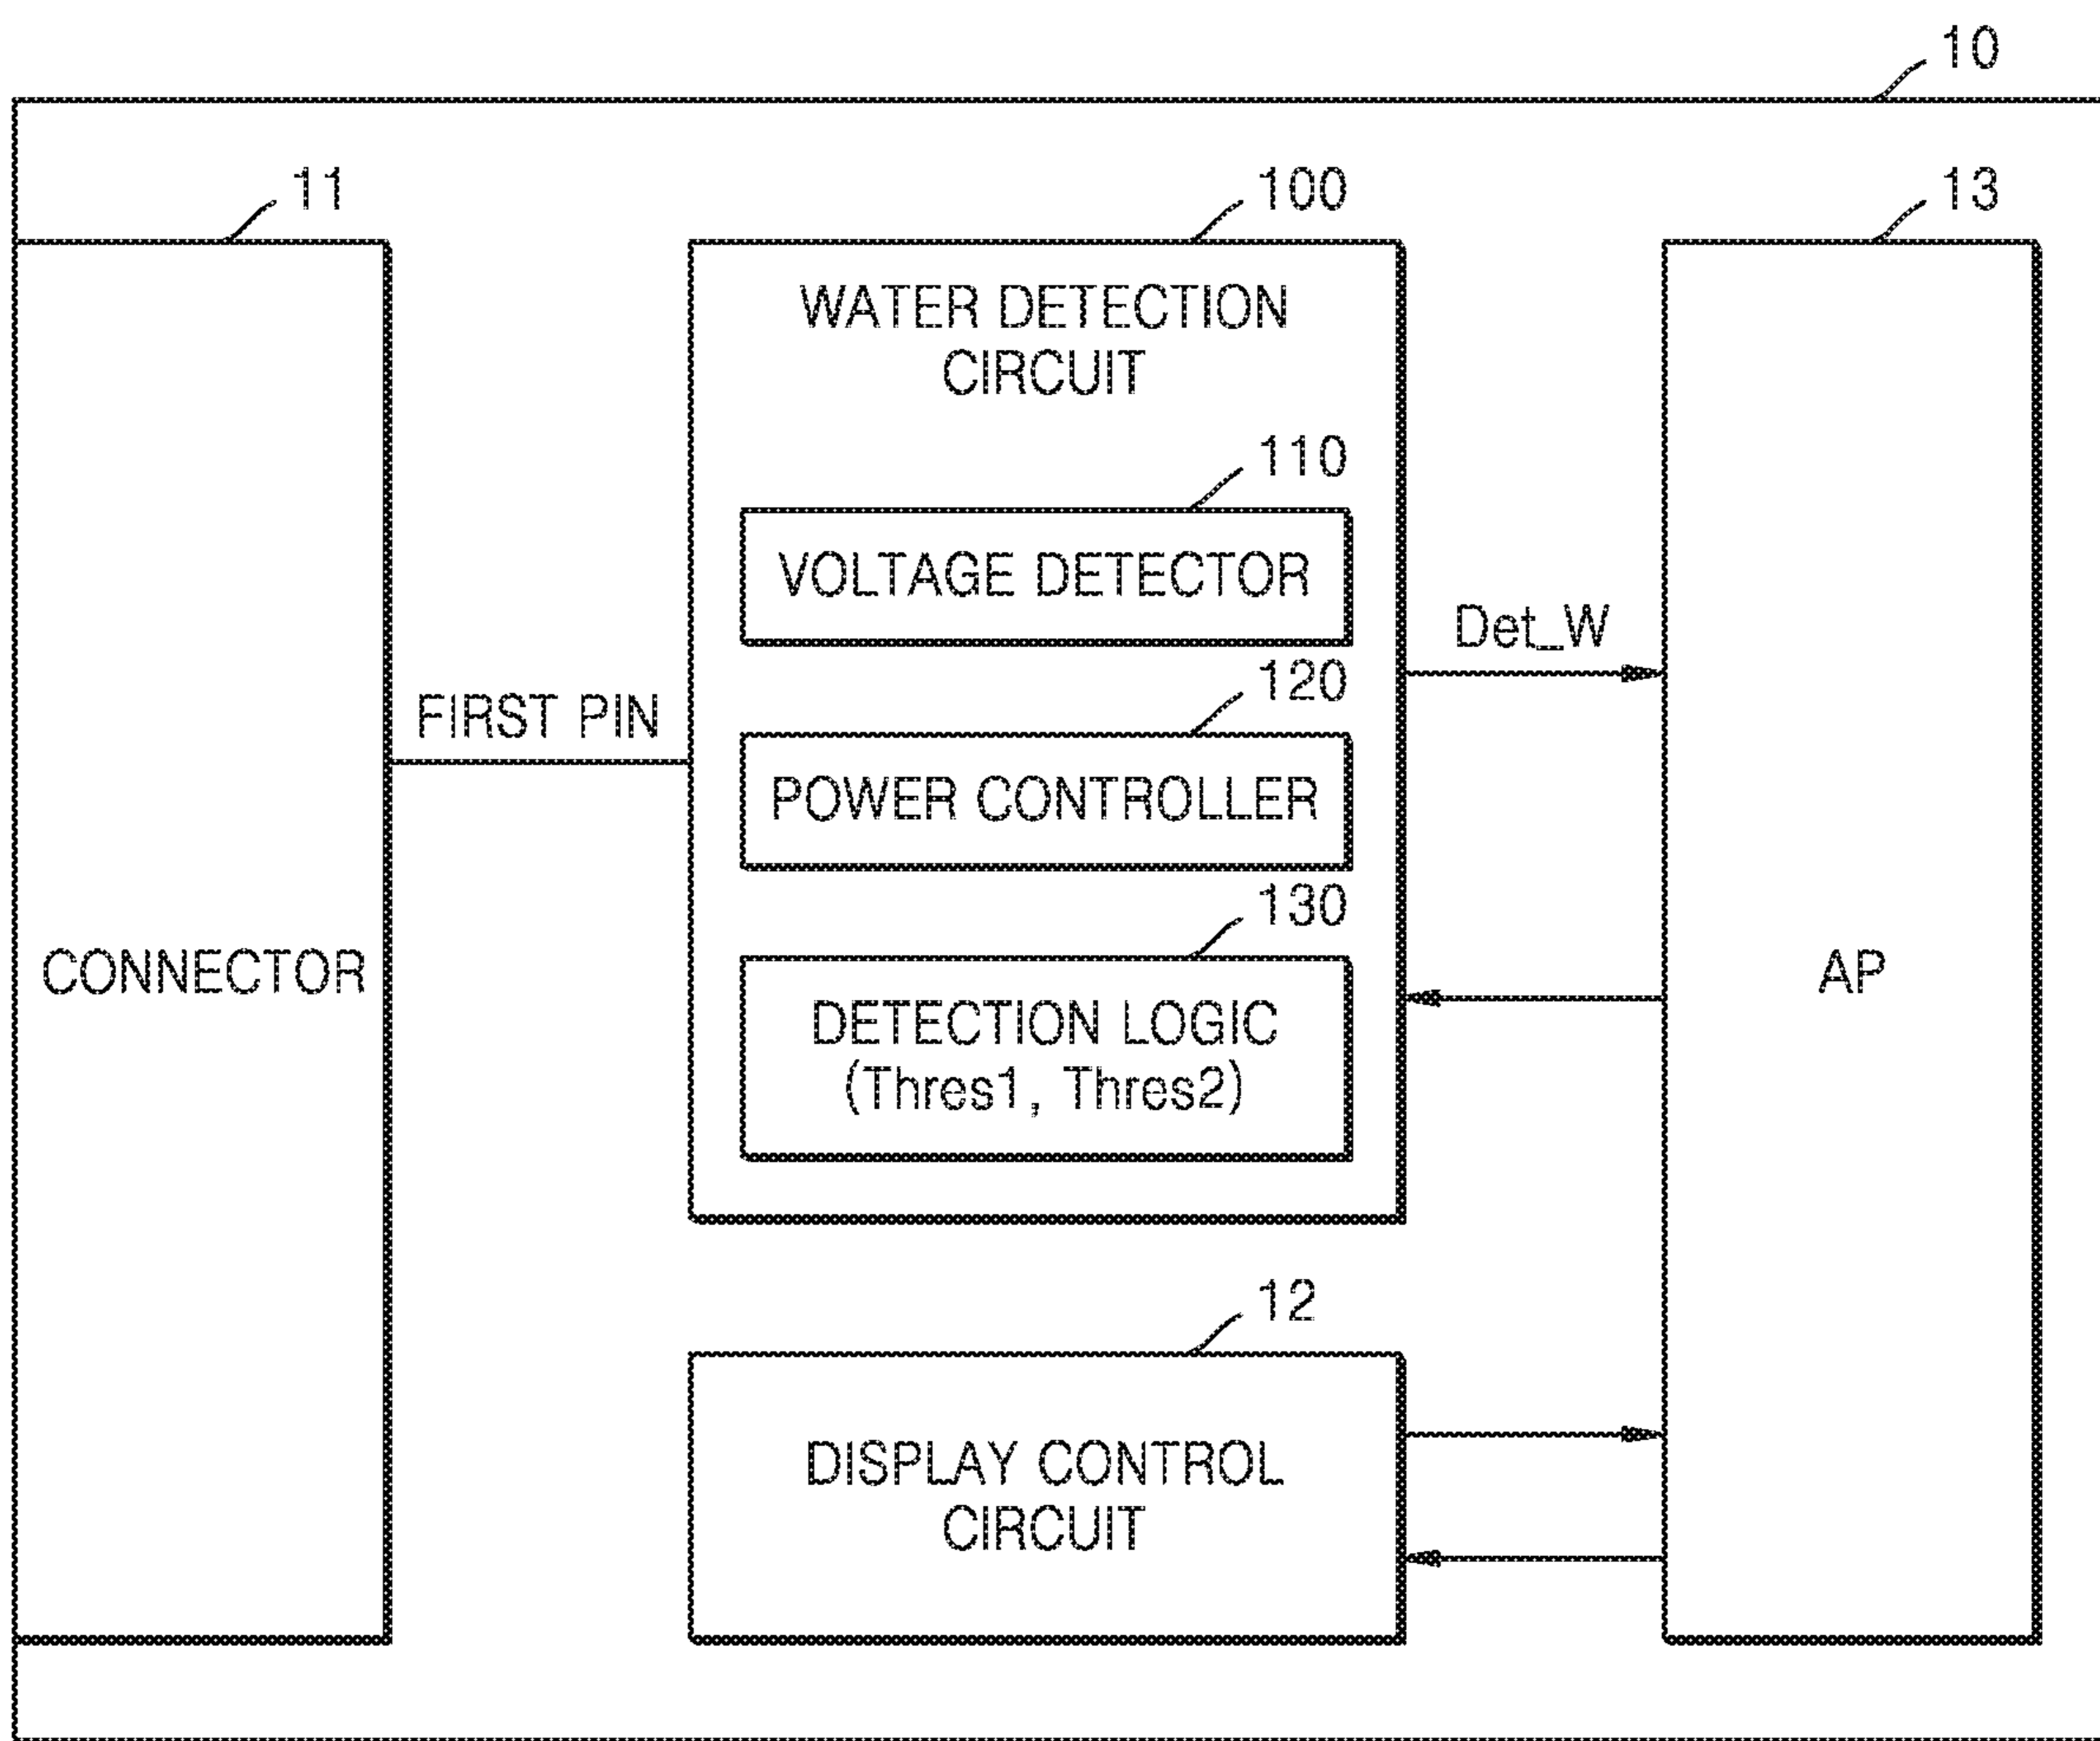 10
11
100
13
WATER DETECTION
CIRCUIT
110
VOLTAGE DETECTOR
Det_W
120
FIRST PIN
POWER CONTROLLER
130
CONNECTOR
DETECTION LOGIC
(Thres1, Thres2)
AP
12
DISPLAY CONTROL
CIRCUIT